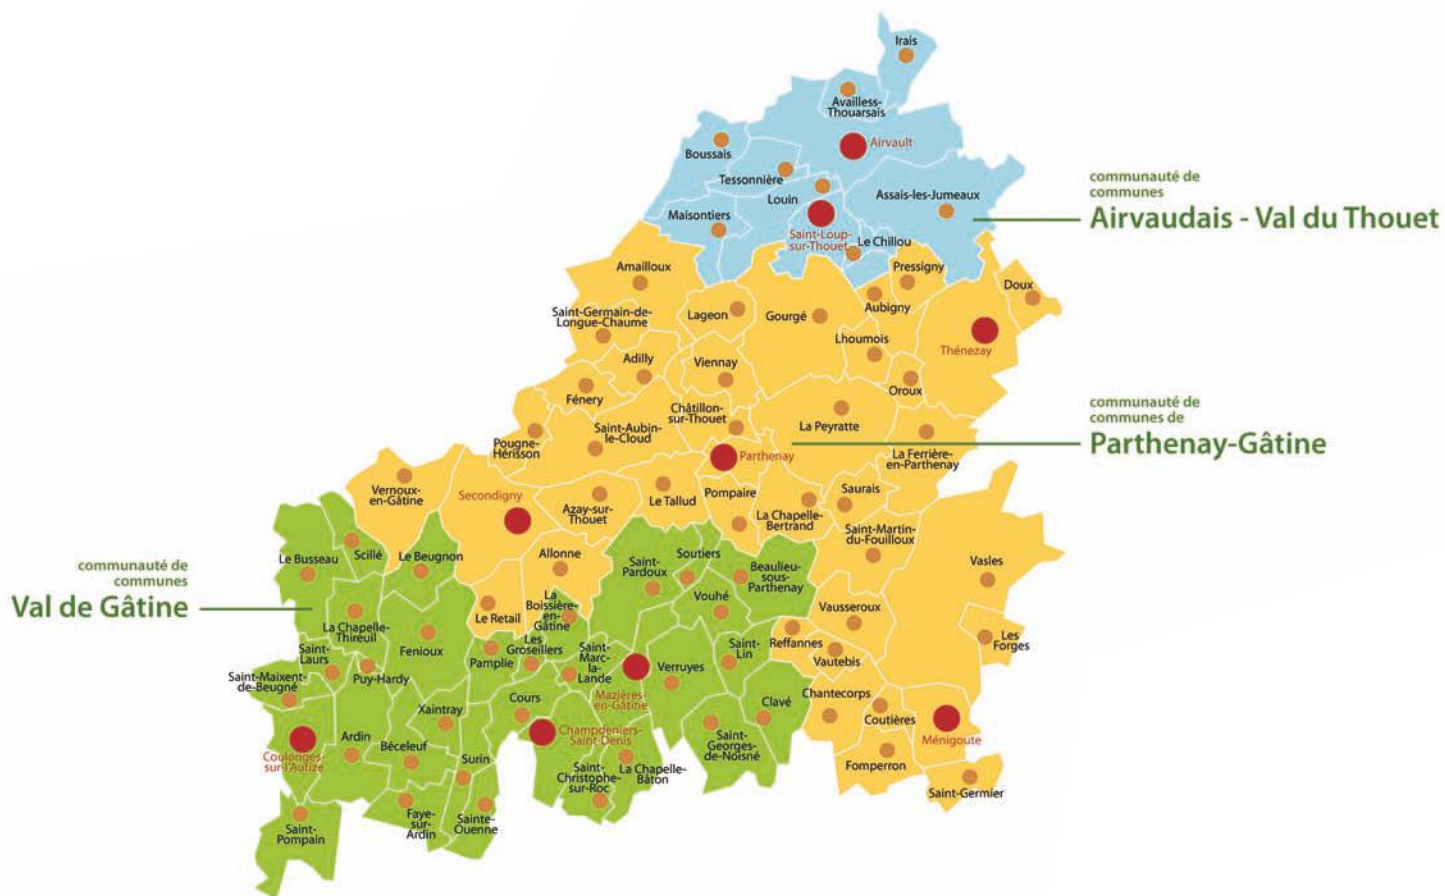 Irais
Availless-
Thouarsais
Airvault
Boussais
Tessonnière
Louin
Assais-les-Jumeaux
Maisontiers
Saint-Loup-
sur-Thouet
Le Chillou
communauté de
communes
Airvaudais - Val du Thouet
Amailloux
Pressigny
Doux
Aubigny
Saint-Germain-de-
Longue-Chaume
Lageon
Gourgé
Lhoumois
Thénezay
Adilly
Viennay
Oroux
Fénery
Châtillon-
sur-Thouet
La Peyratte
communauté de
communes de
Parthenay-Gâtine
Saint-Aubin-
le-Cloud
Pougne-
Hérisson
Parthenay
La Ferrière-
en-Parthenay
Vernoux-
en-Gâtine
Secondigny
Azay-sur-
Thouet
Le Tallud
Pompaire
La Chapelle-
Bertrand
Saurais
Saint-Martin-
du-Fouilloux
Vasles
Le Busseau
Scillé
Le Beugnon
Allonne
Saint-
Pardoux
Soutiers
Beaulieu-
sous-
Parthenay
communauté de
communes
Val de Gâtine
La Chapelle-
Thireuil
Le Retail
La
Boissière-
en-
Gâtine
Vouhé
Vausseroux
Les
Forges
Fenioux
Reffannes
Vautebis
Saint-
Laurs
Puy-Hardy
Pamplie
Les
Groseillers
Saint-
Marc-
la-
Lande
Verruyes
Saint-
Lin
Saint-Maixent-
de-Beugné
Mazières-
en-Gâtine
Chantecorps
Coutières
Ménigoute
Xaintray
Cours
Clavé
Coulonges-
sur-l'Autize
Ardin
Béceleuf
Surin
Champdeniers-
Saint-Denis
Saint-
Georges-
de-Noisné
Fomperron
Saint-Germier
Saint-
Christophe-
sur-Roc
La Chapelle-
Bâton
Saint-
Pompain
Faye-
sur-
Ardin
Sainte-
Ouenne